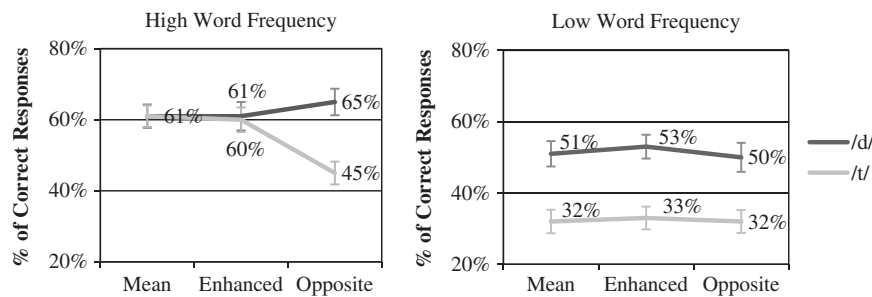 High Word Frequency
% of Correct Responses
80%
60%
40%
20%
61%
61%
60%
65%
45%
Mean Enhanced Opposite
Low Word Frequency
% of Correct Responses
80%
60%
40%
20%
51%
53%
50%
32%
33%
32%
Mean Enhanced Opposite
/d/
/t/